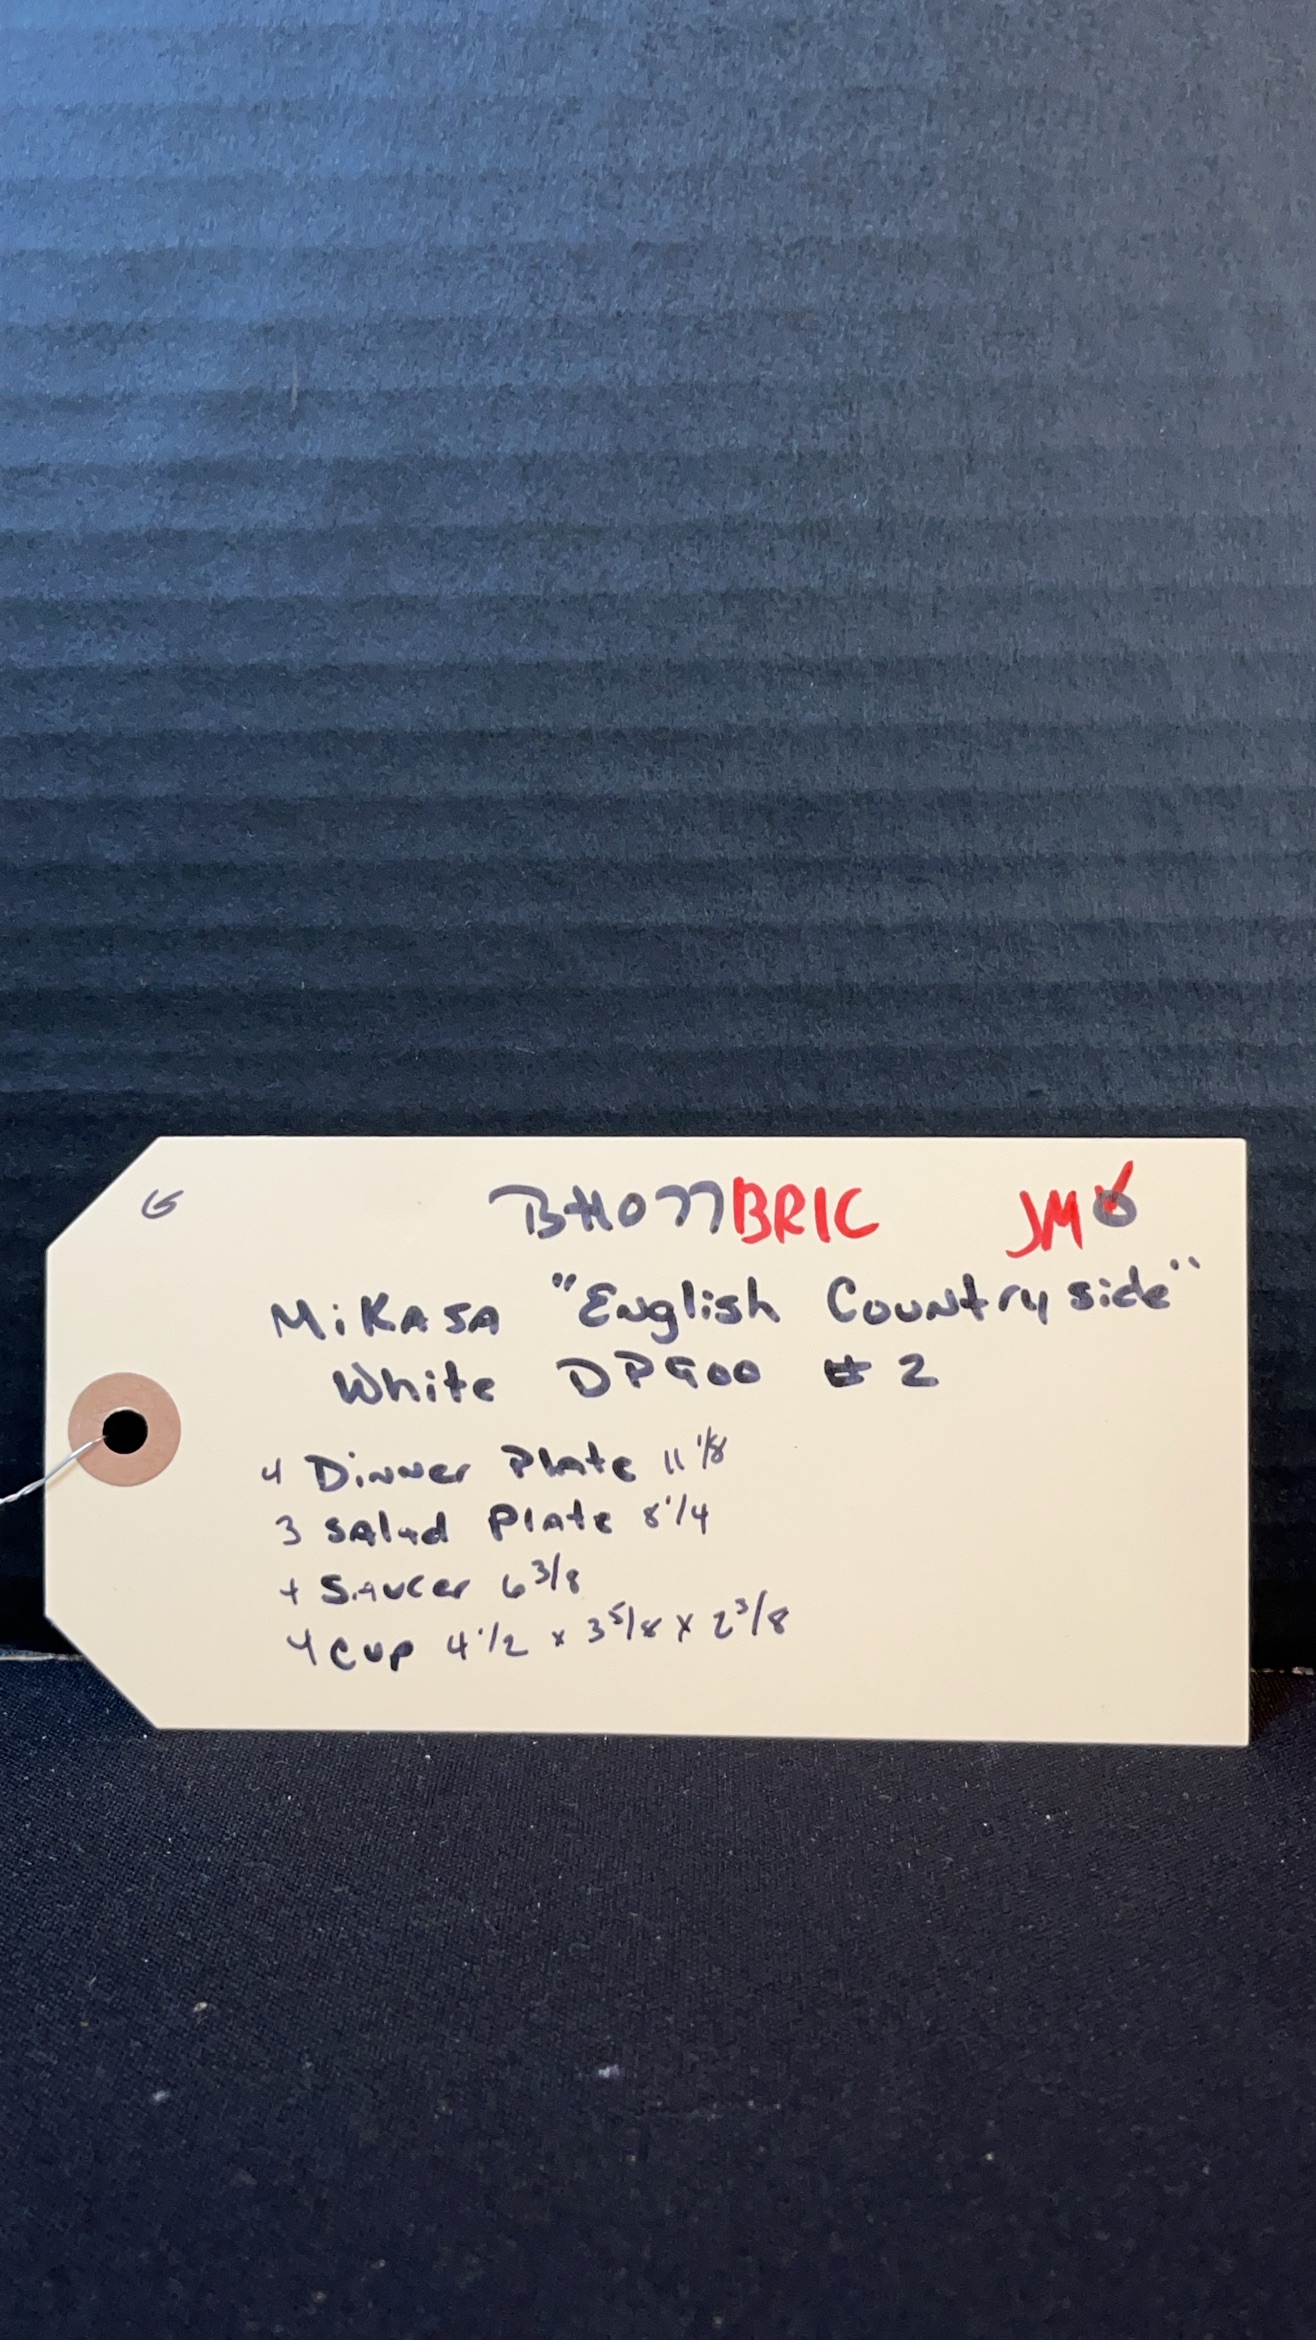 G
BH077BRIC JM
MiKASA "English Countryside"
White DP900 #2
4 Dinner Plate 11 1/8
3 Salad Plate 8 1/4
4 Saucer 6 3/8
4 Cup 4 1/2 x 3 5/8 x 2 3/8